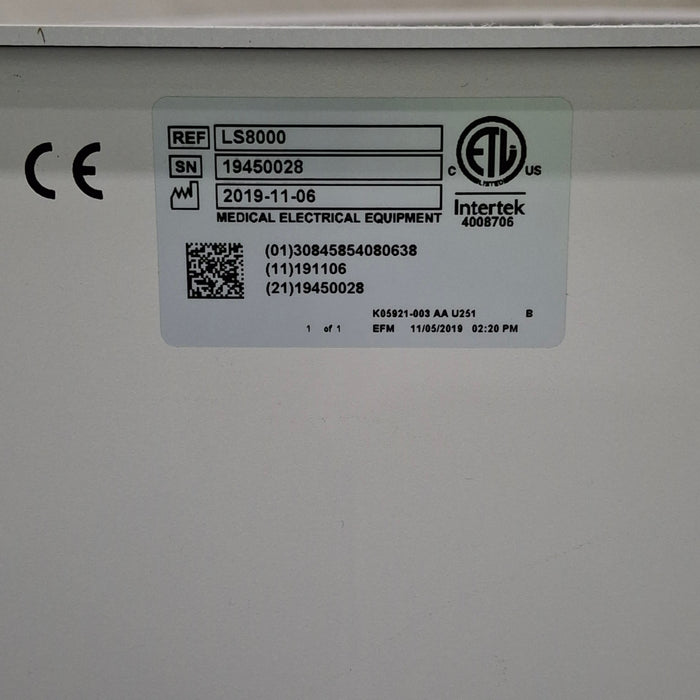 CE
REF LS8000
SN 19450028
2019-11-06
MEDICAL ELECTRICAL EQUIPMENT
ETL
LISTED
C US
Intertek
4008706
(01)30845854080638
(11)191106
(21)19450028
K05921-003 AA U251 B
1 of 1 EFM 11/05/2019 02:20 PM